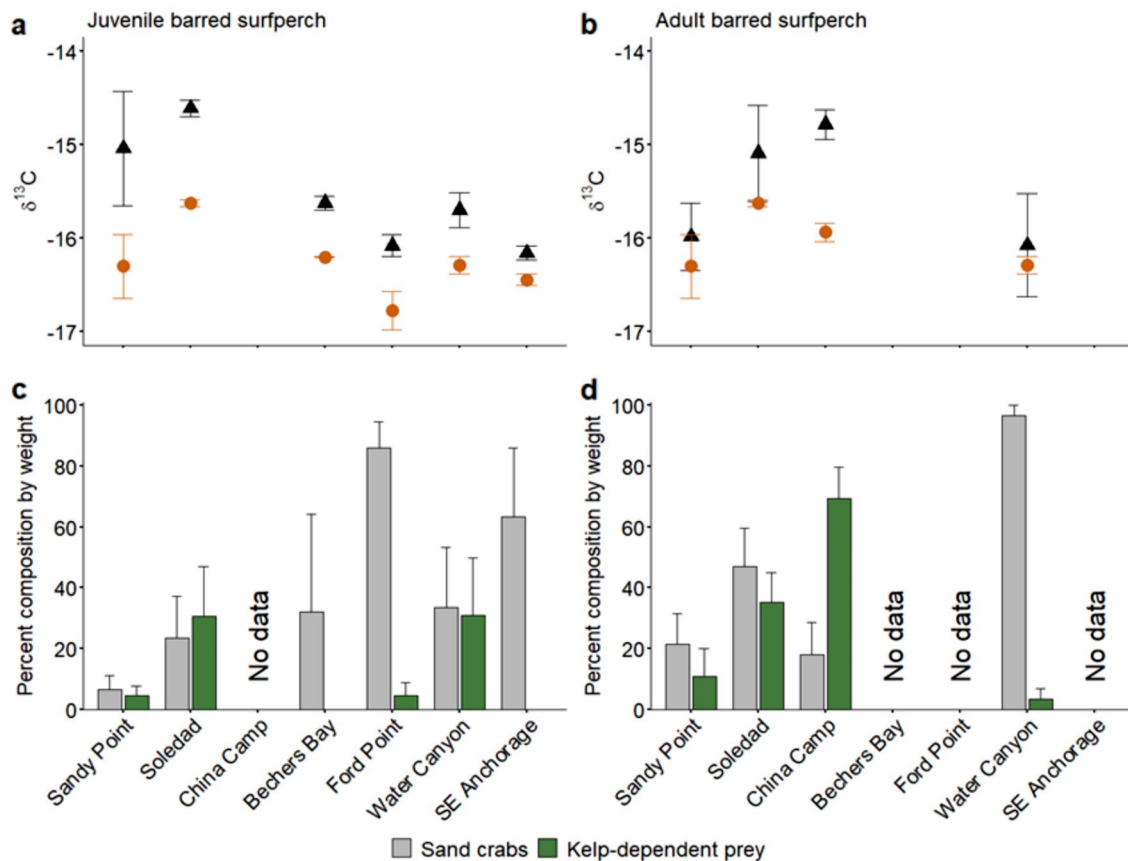 a Juvenile barred surfperch
-14
-15
-16
-17
δ13C
b Adult barred surfperch
-14
-15
-16
-17
δ13C
c
100
80
60
40
20
0
Percent composition by weight
No data
Sandy Point
Soledad
China Camp
Bechers Bay
Ford Point
Water Canyon
SE Anchorage
d
100
80
60
40
20
0
Percent composition by weight
No data
No data
No data
Sandy Point
Soledad
China Camp
Bechers Bay
Ford Point
Water Canyon
SE Anchorage
Sand crabs Kelp-dependent prey